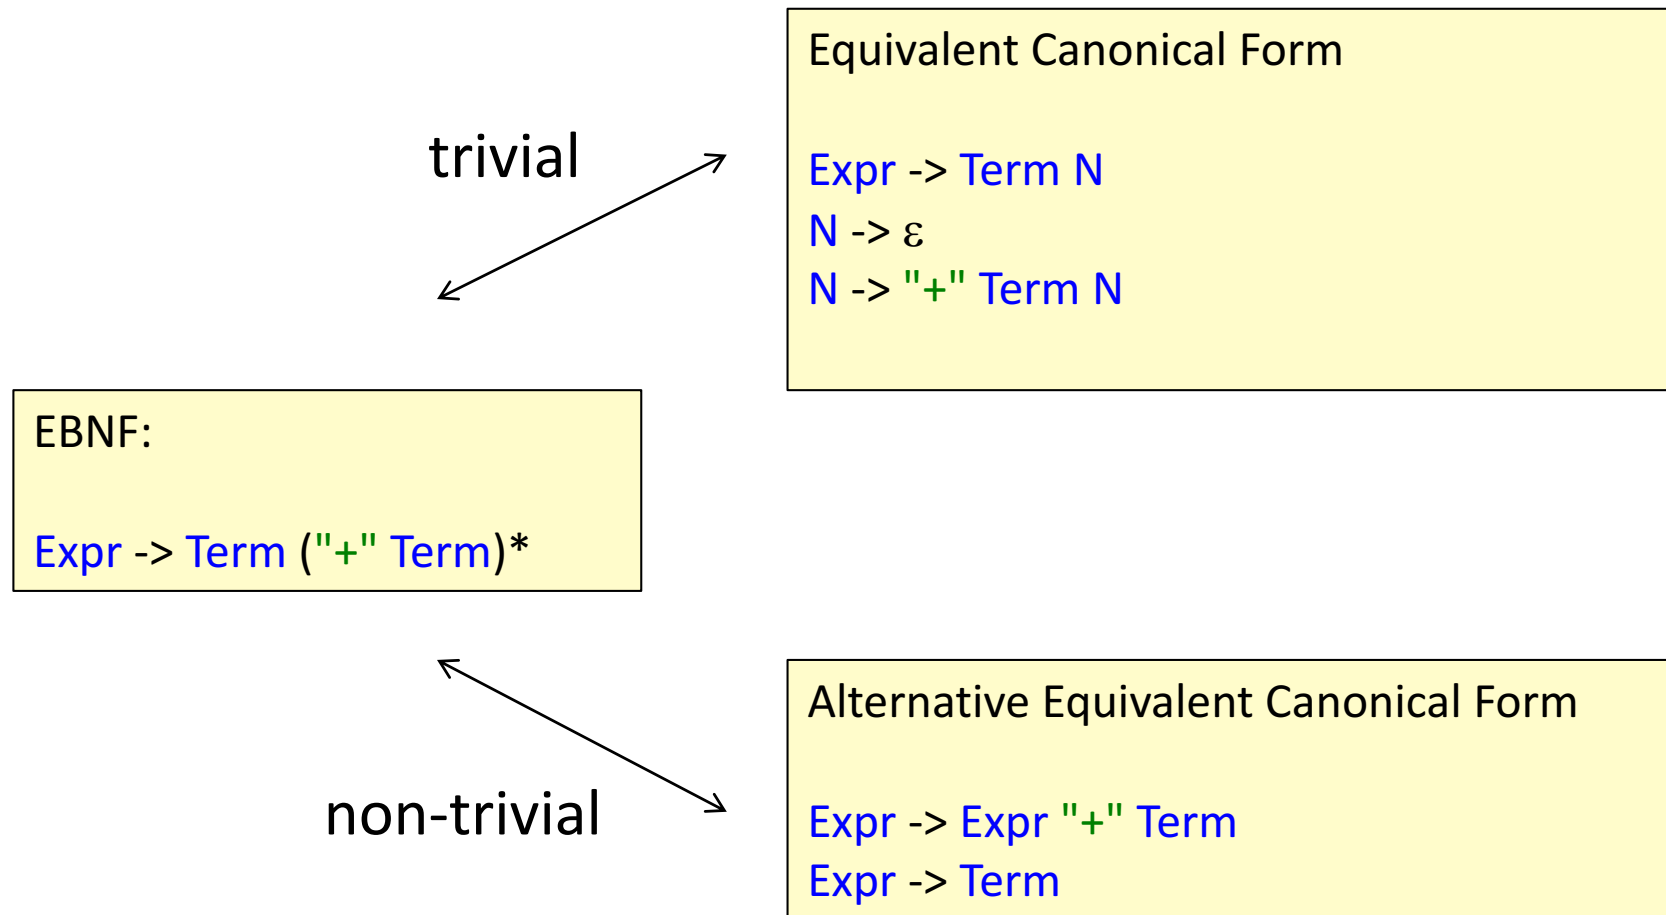 Equivalent Canonical Form
trivial
Expr -> Term N
N -> ε
N -> "+" Term N
EBNF:
Expr -> Term ("+" Term)*
Alternative Equivalent Canonical Form
non-trivial
Expr -> Expr "+" Term
Expr -> Term